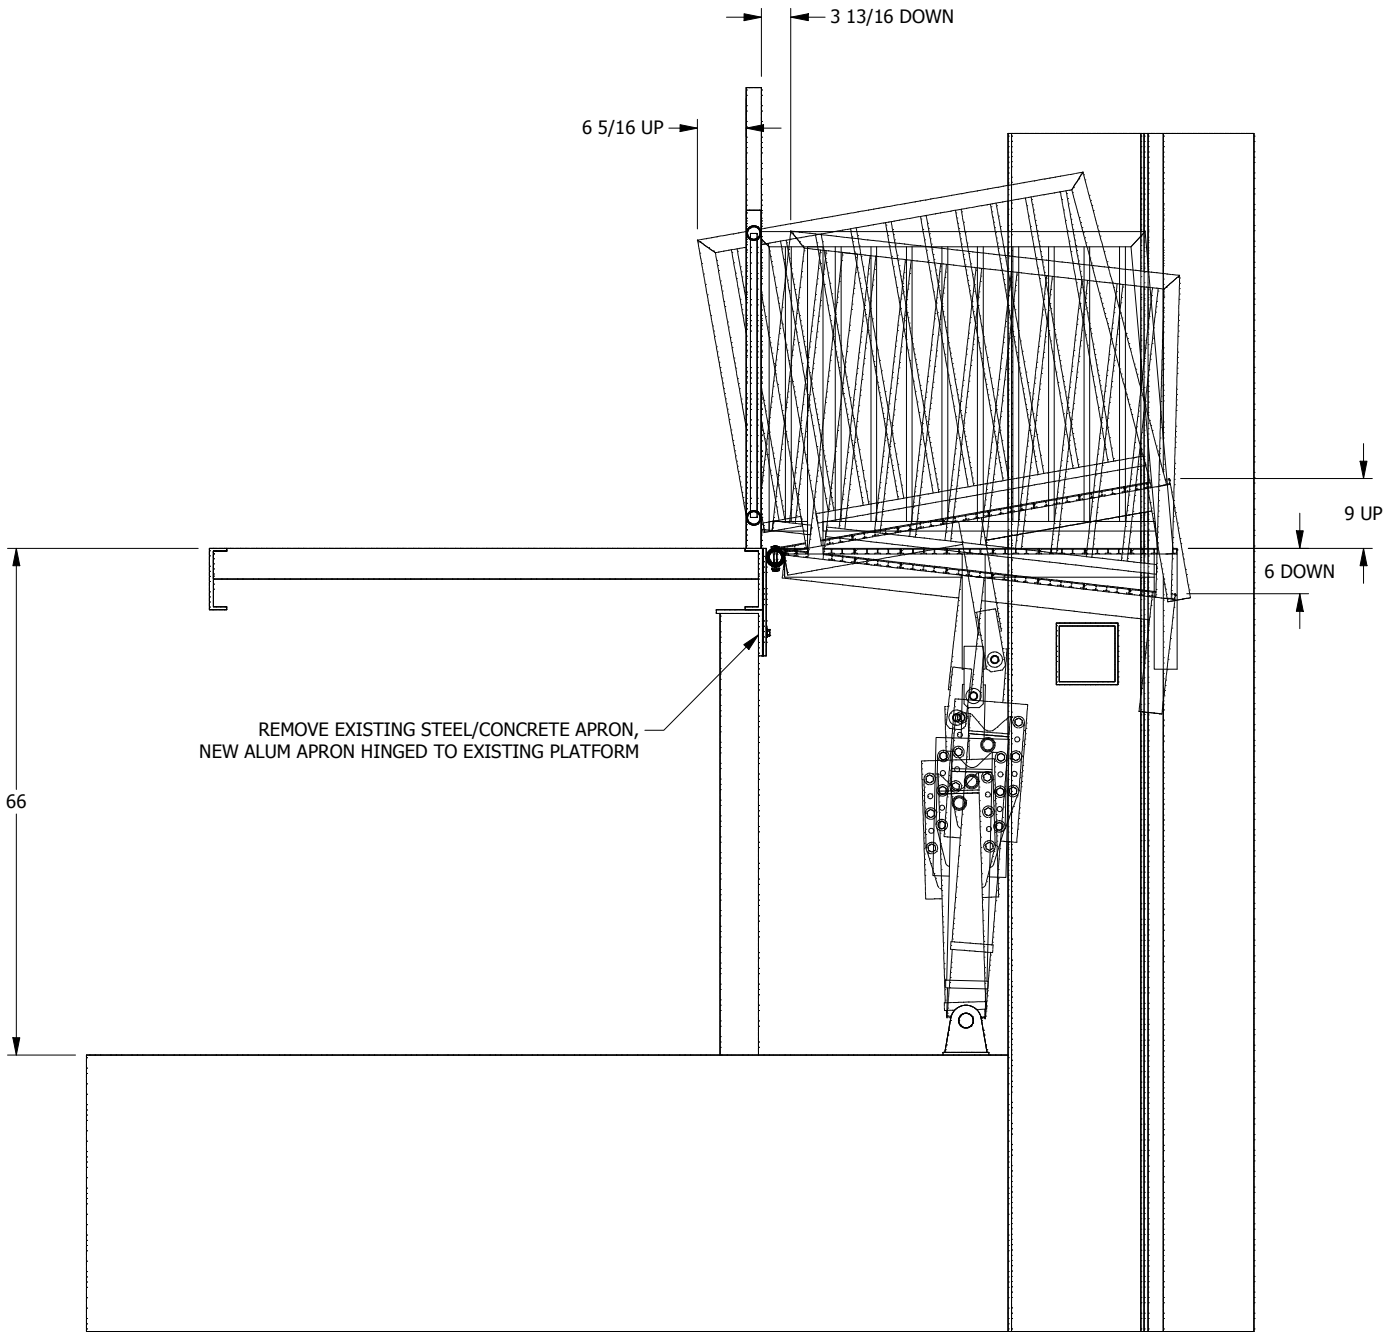 3 13/16 DOWN
6 5/16 UP
9 UP
6 DOWN
REMOVE EXISTING STEEL/CONCRETE APRON,
NEW ALUM APRON HINGED TO EXISTING PLATFORM
66